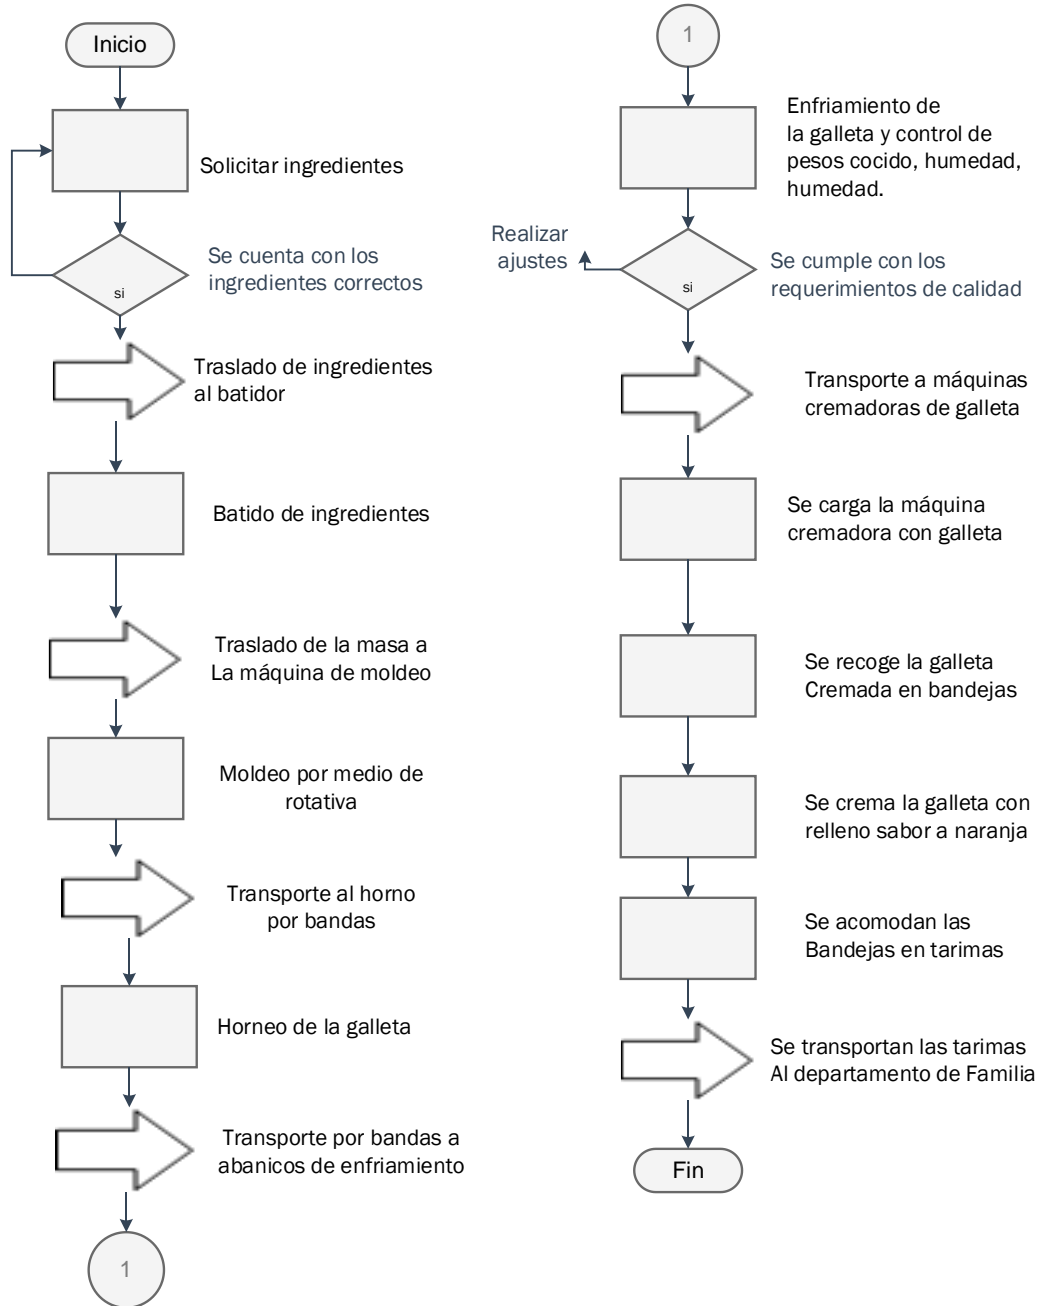 Inicio
Solicitar ingredientes
Se cuenta con los
ingredientes correctos
si
Traslado de ingredientes
al batidor
Batido de ingredientes
Traslado de la masa a
La máquina de moldeo
Moldeo por medio de
rotativa
Transporte al horno
por bandas
Horneo de la galleta
Transporte por bandas a
abanicos de enfriamiento
1
1
Enfriamiento de
la galleta y control de
pesos cocido, humedad,
humedad.
Realizar
ajustes
Se cumple con los
requerimientos de calidad
si
Transporte a máquinas
cremadoras de galleta
Se carga la máquina
cremadora con galleta
Se recoge la galleta
Cremada en bandejas
Se crema la galleta con
relleno sabor a naranja
Se acomodan las
Bandejas en tarimas
Se transportan las tarimas
Al departamento de Familia
Fin